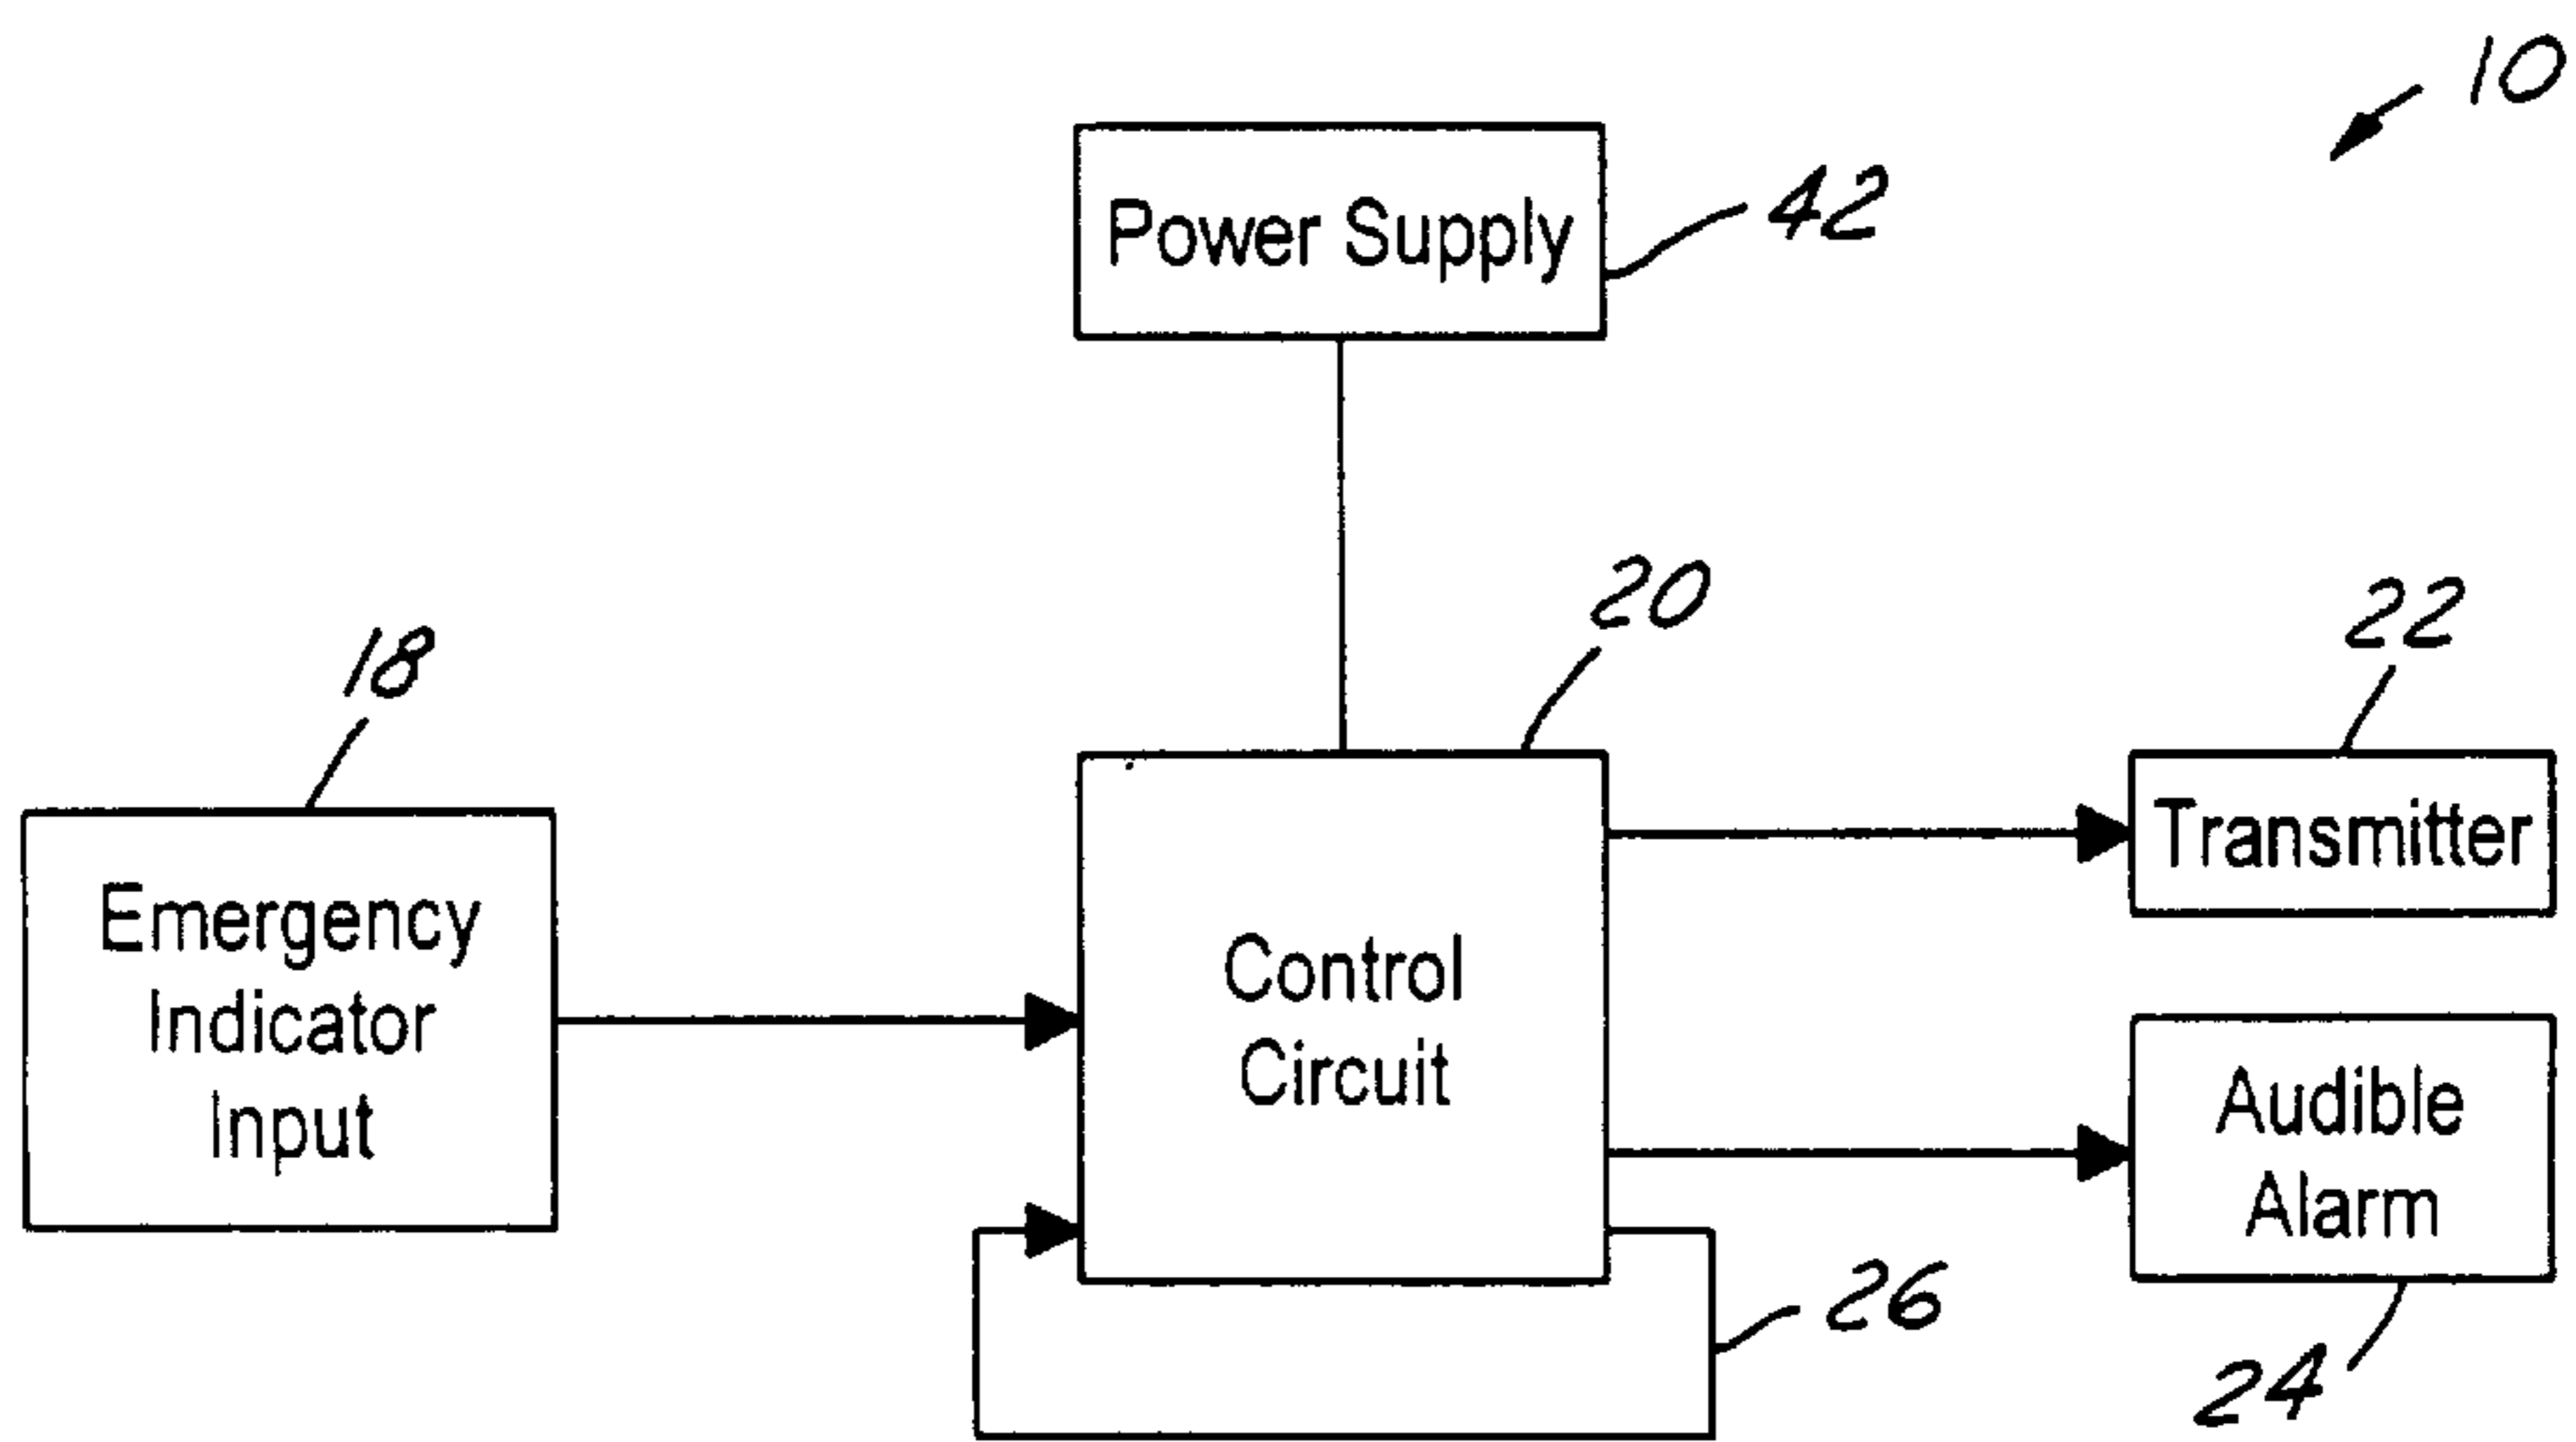 10
Power Supply
42
20
22
18
Transmitter
Emergency
Indicator
Input
Control
Circuit
Audible
Alarm
26
24